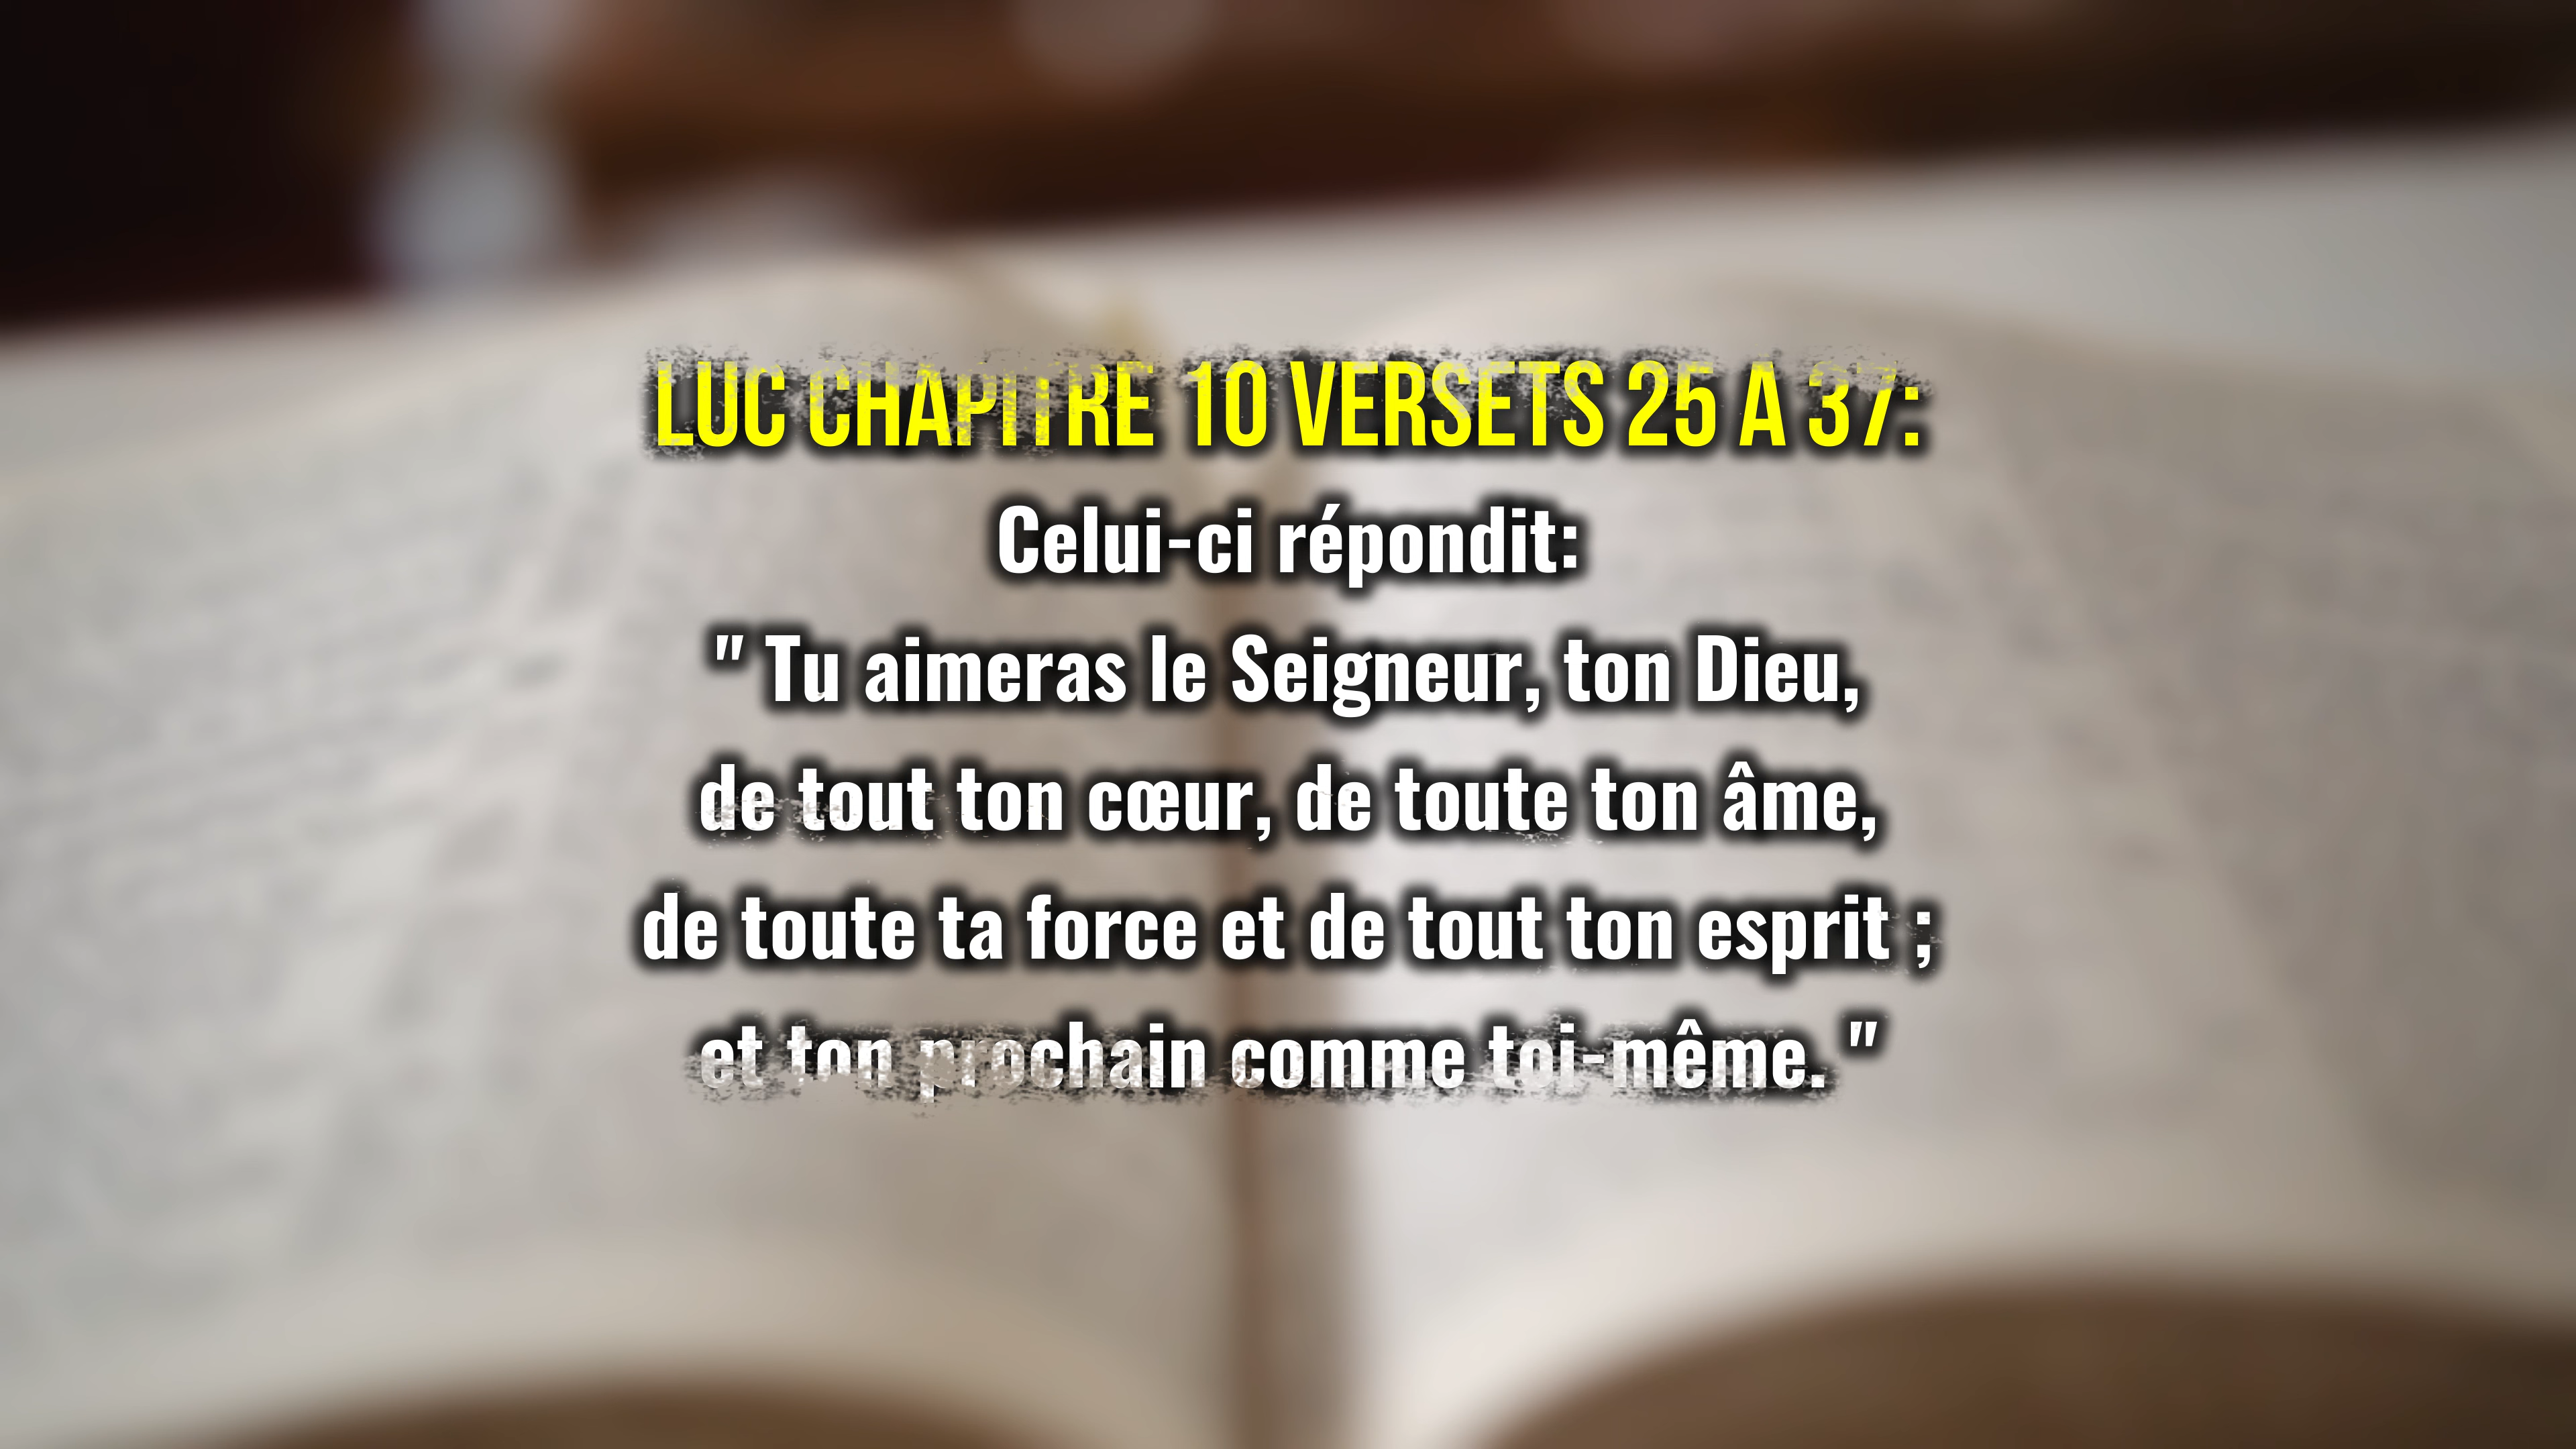 LUC CHAPITRE 10 VERSETS 25 A 37:
Celui-ci répondit:
" Tu aimeras le Seigneur, ton Dieu,
de tout ton cœur, de toute ton âme,
de toute ta force et de tout ton esprit ;
et ton prochain comme toi-même. "